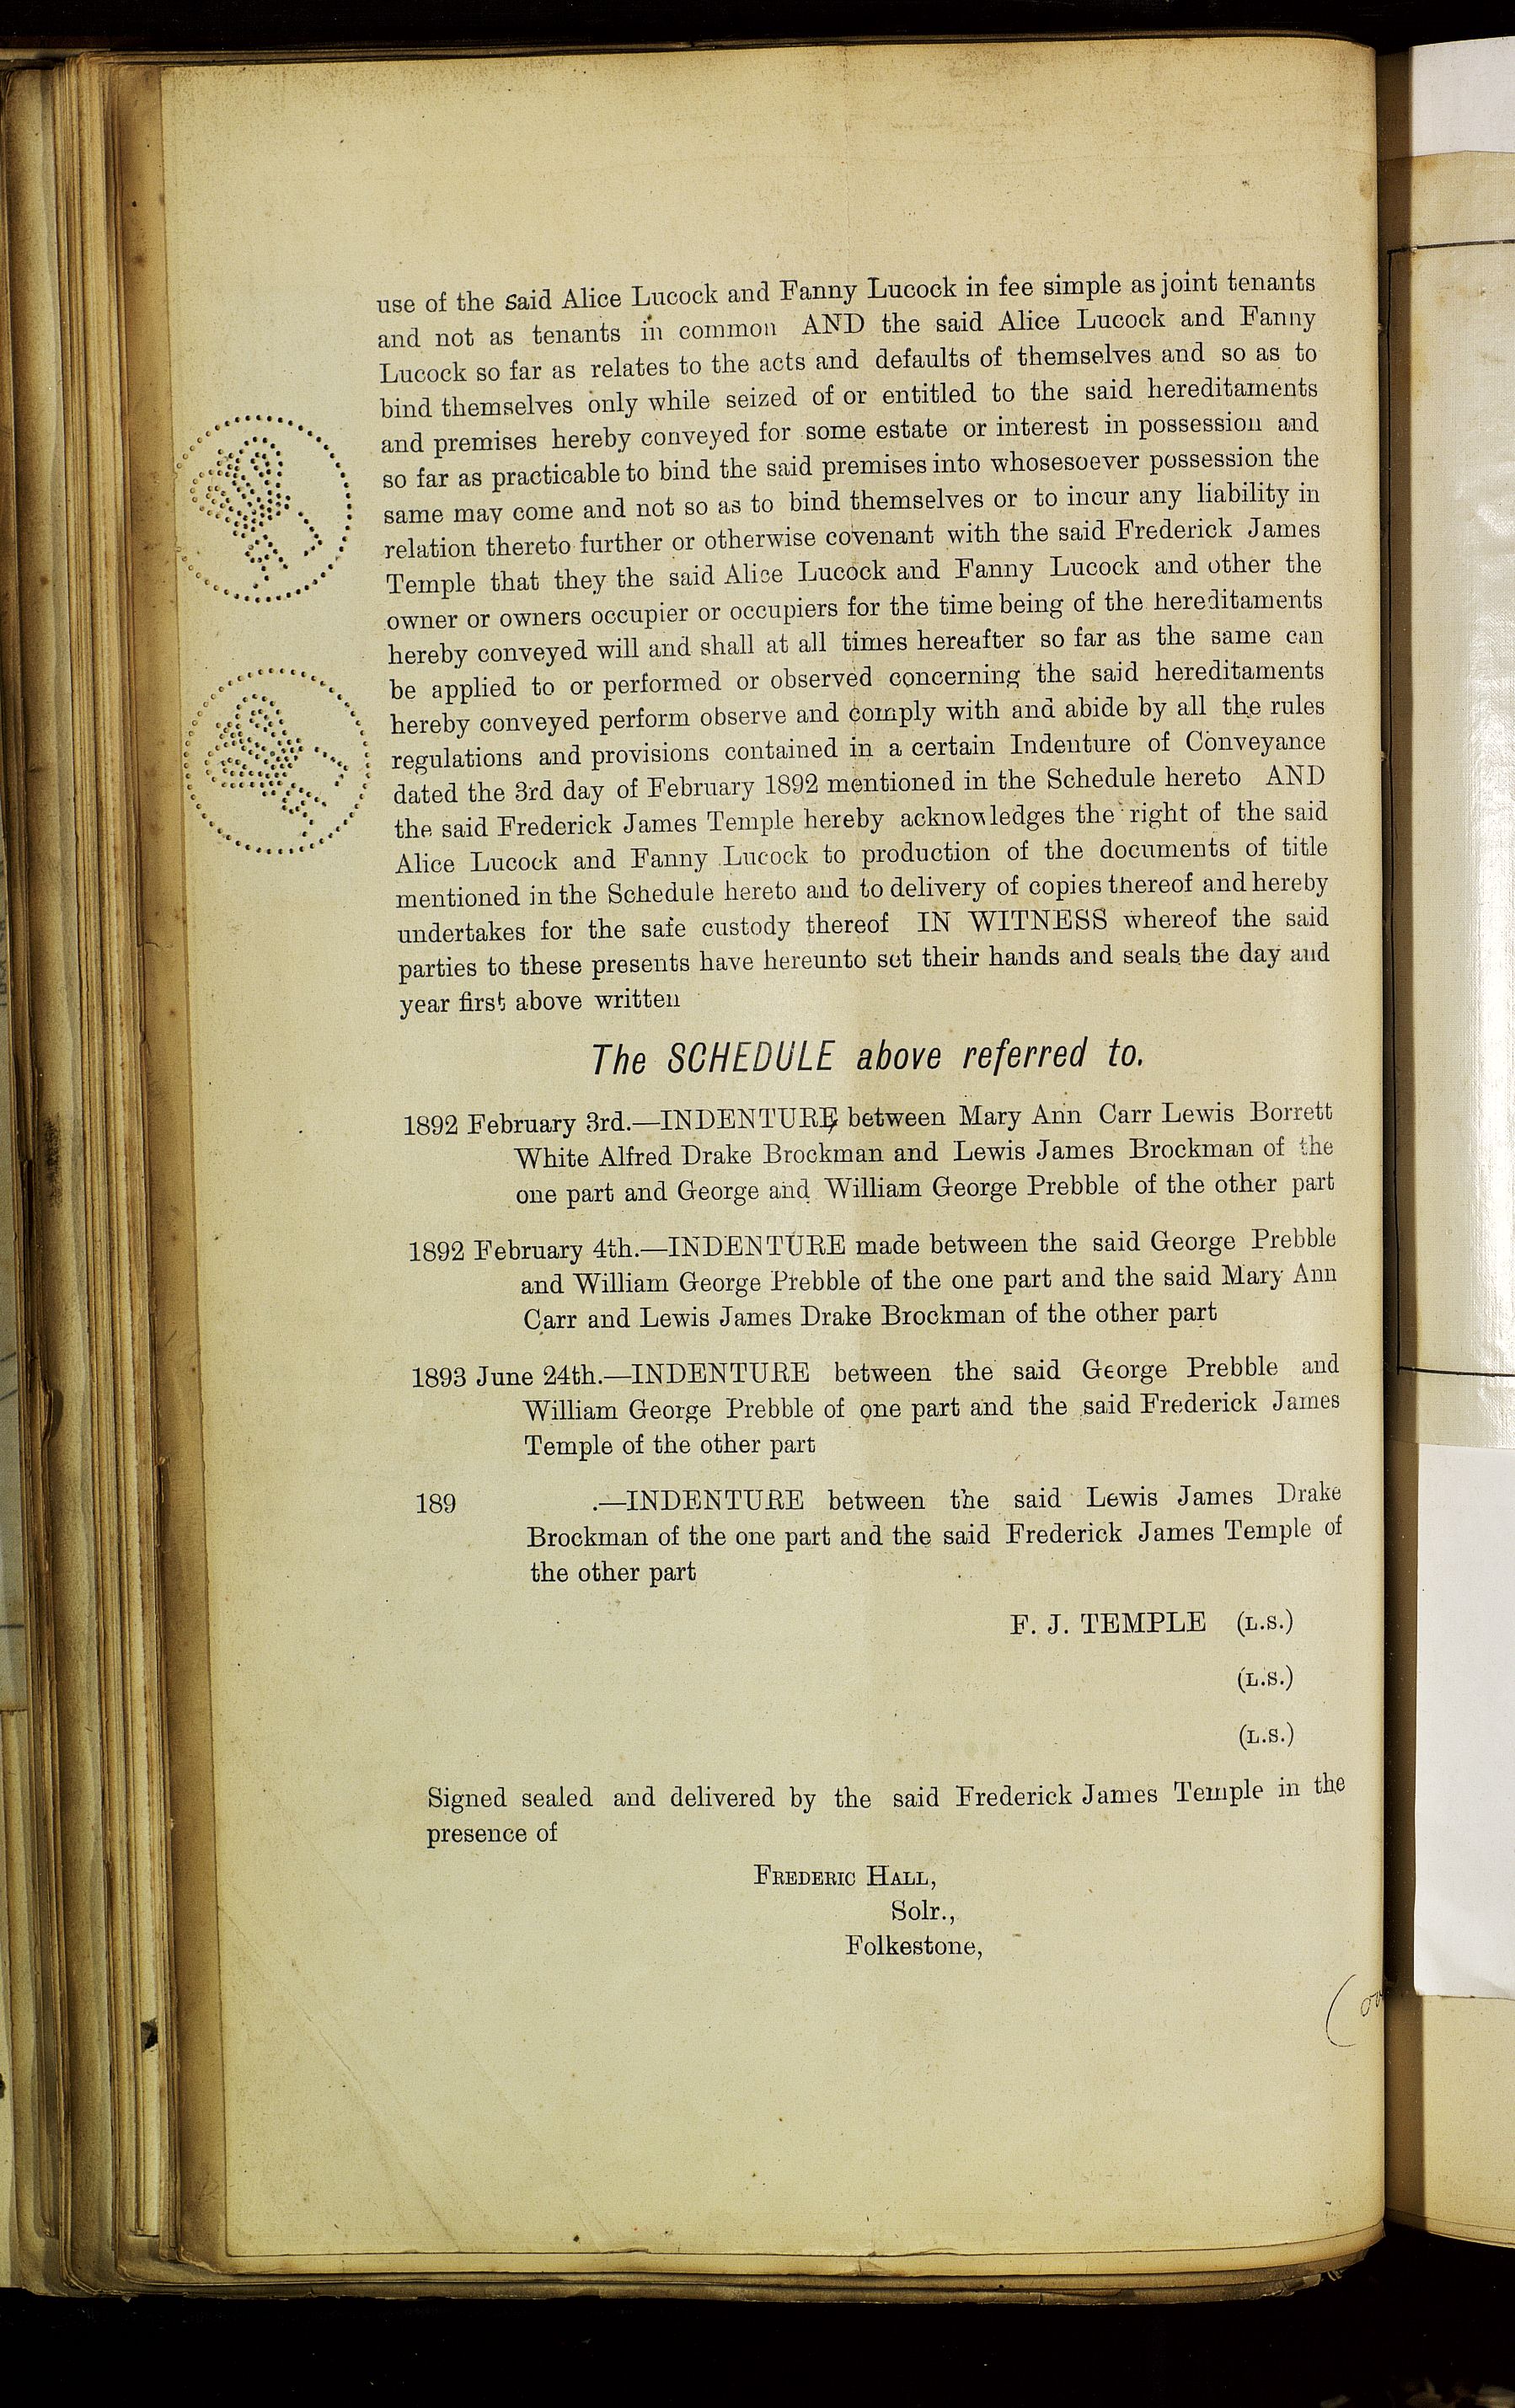 use of the said Alice Lucock and Fanny Lucock in fee simple as joint tenants
and not as tenants in common AND the said Alice Lucock and Fanny
Lucock so far as relates to the acts and defaults of themselves and so as to
bind themselves only while seized of or entitled to the said hereditaments
and premises hereby conveyed for some estate or interest in possession and
so far as practicable to bind the said premises into whosesoever possession the
same may come and not so as to bind themselves or to incur any liability in
relation thereto further or otherwise covenant with the said Frederick James
Temple that they the said Alice Lucock and Fanny Lucock and other the
owner or owners occupier or occupiers for the time being of the hereditaments
hereby conveyed will and shall at all times hereafter so far as the same can
be applied to or performed or observed concerning the said hereditaments
hereby conveyed perform observe and comply with and abide by all the rules
regulations and provisions contained in a certain Indenture of Conveyance
dated the 3rd day of February 1892 mentioned in the Schedule hereto AND
the said Frederick James Temple hereby acknowledges the right of the said
Alice Lucock and Fanny Lucock to production of the documents of title
mentioned in the Schedule hereto and to delivery of copies thereof and hereby
undertakes for the safe custody thereof IN WITNESS whereof the said
parties to these presents have hereunto set their hands and seals the day and
year first above written
The SCHEDULE above referred to.
1892 February 3rd.—INDENTURE between Mary Ann Carr Lewis Borrett
White Alfred Drake Brockman and Lewis James Brockman of the
one part and George and William George Prebble of the other part
1892 February 4th.—INDENTURE made between the said George Prebble
and William George Prebble of the one part and the said Mary Ann
Carr and Lewis James Drake Brockman of the other part
1893 June 24th.—INDENTURE between the said George Prebble and
William George Prebble of one part and the said Frederick James
Temple of the other part
189 .—INDENTURE between the said Lewis James Drake
Brockman of the one part and the said Frederick James Temple of
the other part
F. J. TEMPLE (L.S.)
(L.S.)
(L.S.)
Signed sealed and delivered by the said Frederick James Temple in the
presence of
FREDERIC HALL,
Solr.,
Folkestone,